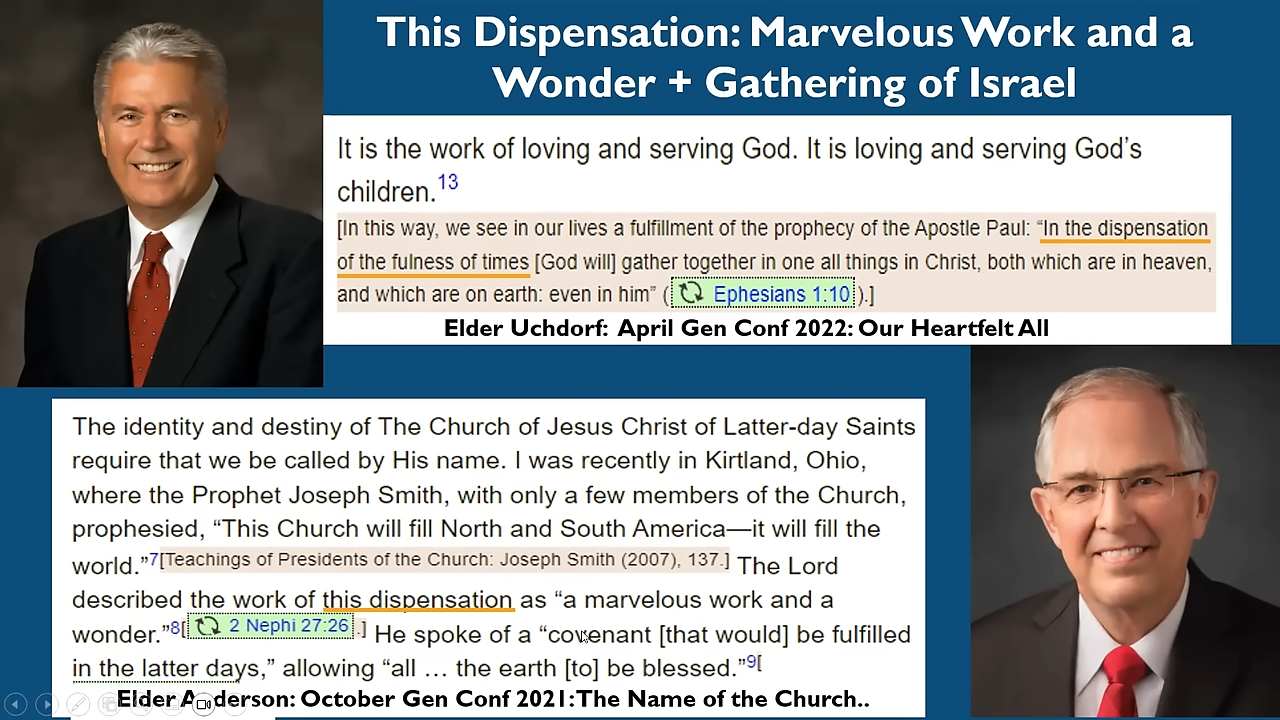 This Dispensation: Marvelous Work and a
Wonder + Gathering of Israel
It is the work of loving and serving God. It is loving and serving God’s
children.13
[In this way, we see in our lives a fulfillment of the prophecy of the Apostle Paul: “In the dispensation
of the fulness of times [God will] gather together in one all things in Christ, both which are in heaven,
and which are on earth: even in him” ( Ephesians 1:10 ).]
Elder Uchdorf: April Gen Conf 2022: Our Heartfelt All
The identity and destiny of The Church of Jesus Christ of Latter-day Saints
require that we be called by His name. I was recently in Kirtland, Ohio,
where the Prophet Joseph Smith, with only a few members of the Church,
prophesied, “This Church will fill North and South America—it will fill the
world.”7[Teachings of Presidents of the Church: Joseph Smith (2007), 137.] The Lord
described the work of this dispensation as “a marvelous work and a
wonder.”8[ 2 Nephi 27:26 .] He spoke of a “covenant [that would] be fulfilled
in the latter days,” allowing “all … the earth [to] be blessed.”9[
Elder Anderson: October Gen Conf 2021:The Name of the Church..